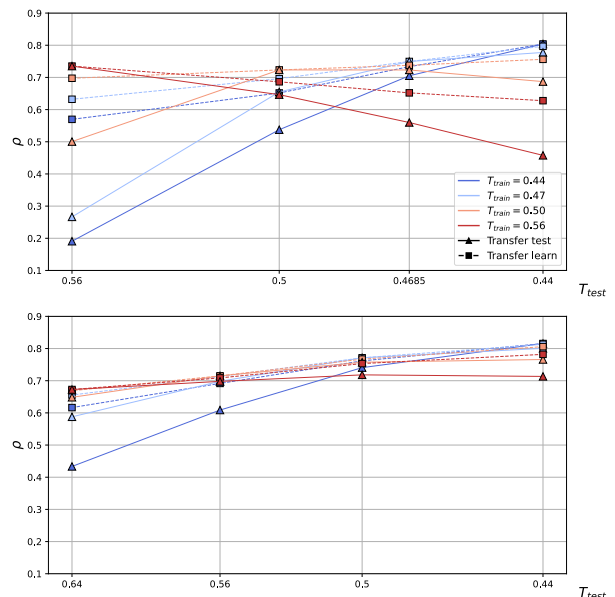 0.9
0.8
0.7
0.6
0.5
0.4
0.3
0.2
0.1
ρ
T_train = 0.44
T_train = 0.47
T_train = 0.50
T_train = 0.56
Transfer test
Transfer learn
0.56 0.5 0.4685 0.44
T_test
0.9
0.8
0.7
0.6
0.5
0.4
0.3
0.2
0.1
ρ
0.64 0.56 0.5 0.44
T_test